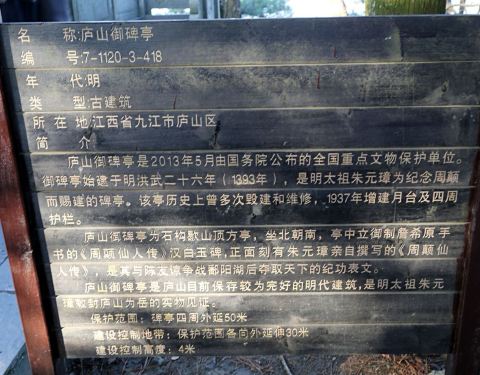 名 称:庐山御碑亭
编 号:7-1120-3-418
年 代:明
类 型:古建筑
所 在 地:江西省九江市庐山区
简 介
庐山御碑亭是2013年5月由国务院公布的全国重点文物保护单位。
御碑亭始建于明洪武二十六年（1393年），是明太祖朱元璋为纪念周颠
而赐建的碑亭。该亭历史上曾多次毁建和维修，1937年增建月台及四周
护栏。
庐山御碑亭为石构歇山顶方亭，坐北朝南，亭中立御制詹希原手
书的《周颠仙人传》汉白玉碑，正面刻有朱元璋亲自撰写的《周颠仙
人传》，是其与陈友谅争战鄱阳湖后夺取天下的纪功表文。
庐山御碑亭是庐山目前保存较为完好的明代建筑，是明太祖朱元
璋敕封庐山为岳的实物见证。
保护范围：碑亭四周外延50米
建设控制地带：保护范围各向外延伸30米
建设控制高度：4米